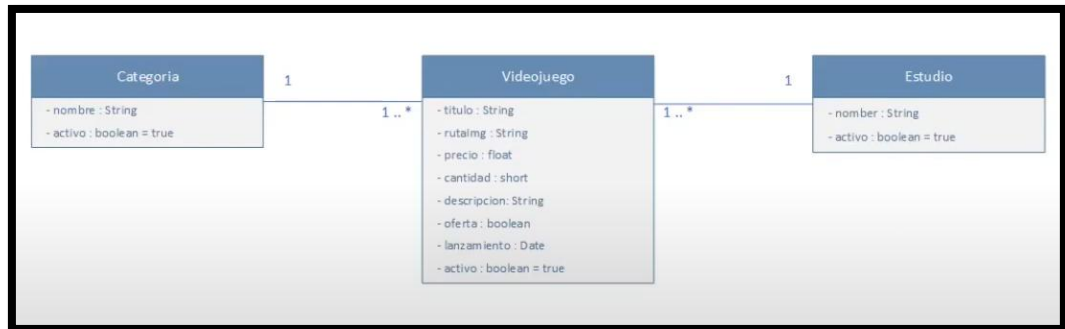 Categoria
- nombre : String
- activo : boolean = true
1
1 .. *
Videojuego
- titulo : String
- rutaImg : String
- precio : float
- cantidad : short
- descripcion: String
- oferta : boolean
- lanzamiento : Date
- activo : boolean = true
1 .. *
1
Estudio
- nomber : String
- activo : boolean = true